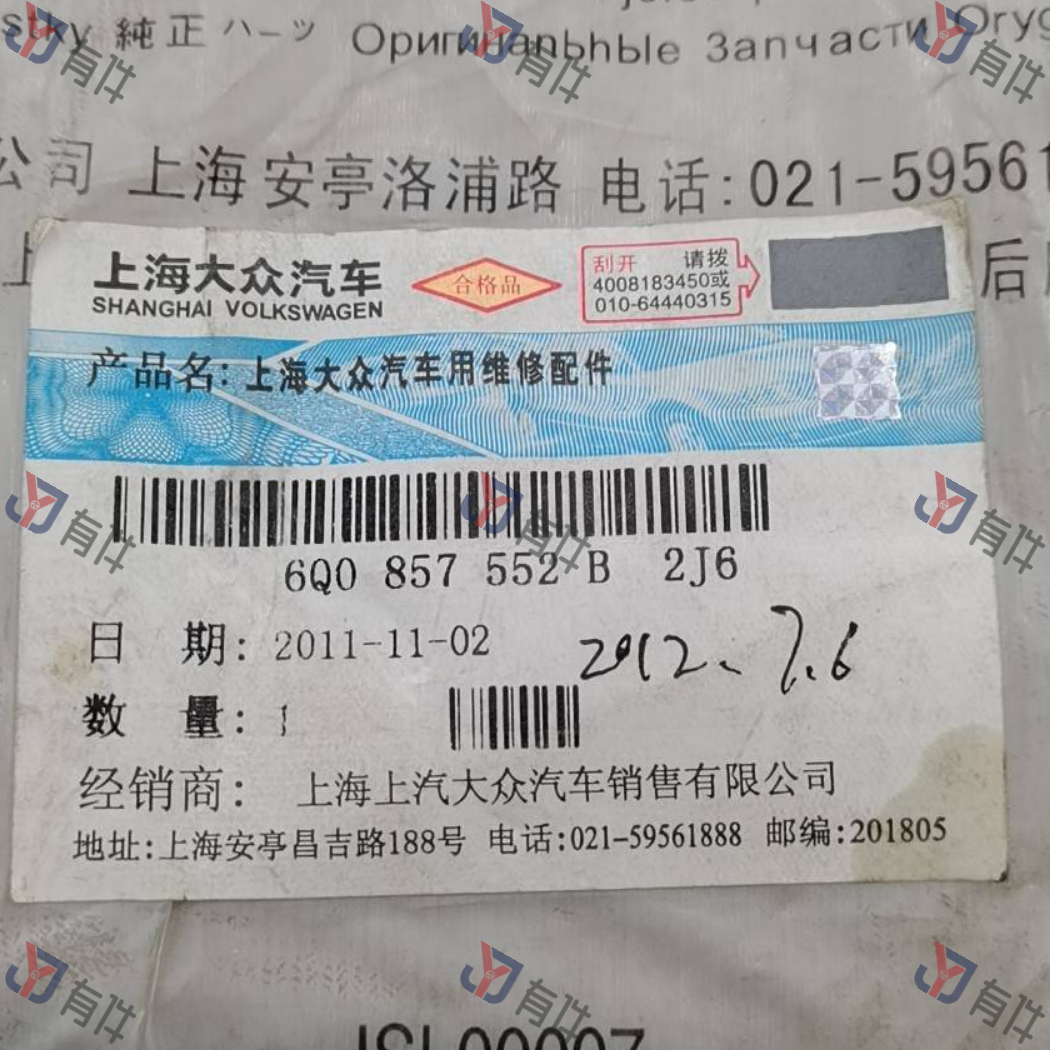 stky 純正 ハーツ Оригинальные Запчасти Oryg
公司 上海安亭洛浦路 电话:021-59561
上海大众汽车
SHANGHAI VOLKSWAGEN
合格品
刮开 请拨
4008183450或
010-64440315
后
产品名: 上海大众汽车用维修配件
6Q0 857 552 B 2J6
日 期: 2011-11-02
2012. 7.6
数 量: 1
经销商: 上海上汽大众汽车销售有限公司
地址:上海安亭昌吉路188号 电话:021-59561888 邮编:201805
有件